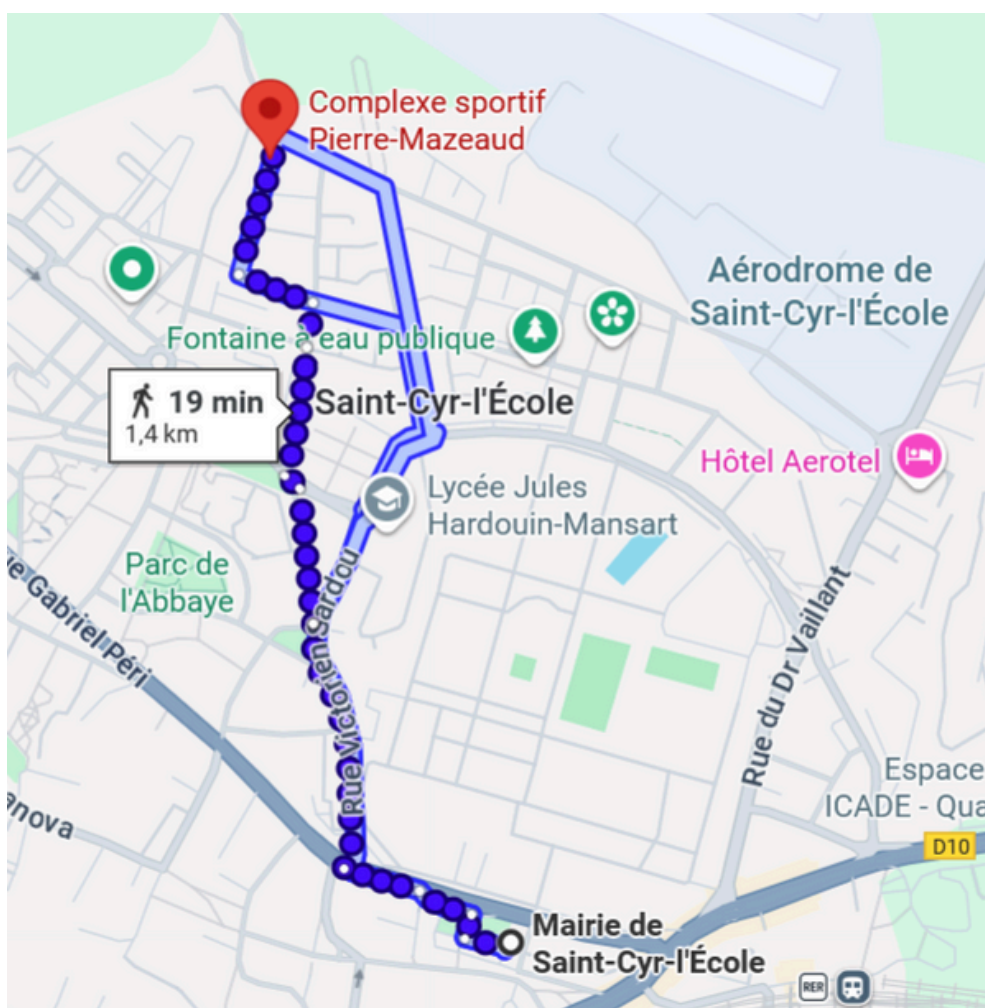 Complexe sportif
Pierre-Mazeaud
Aérodrome de
Saint-Cyr-l'École
Fontaine à eau publique
19 min
1,4 km
Saint-Cyr-l'École
Hôtel Aerotel
Lycée Jules
Hardouin-Mansart
Parc de
l'Abbaye
Rue Victorien Sardou
Gabriel Péri
Rue du Dr Vaillant
Espace
ICADE - Qua
anova
D10
Mairie de
Saint-Cyr-l'École
RER